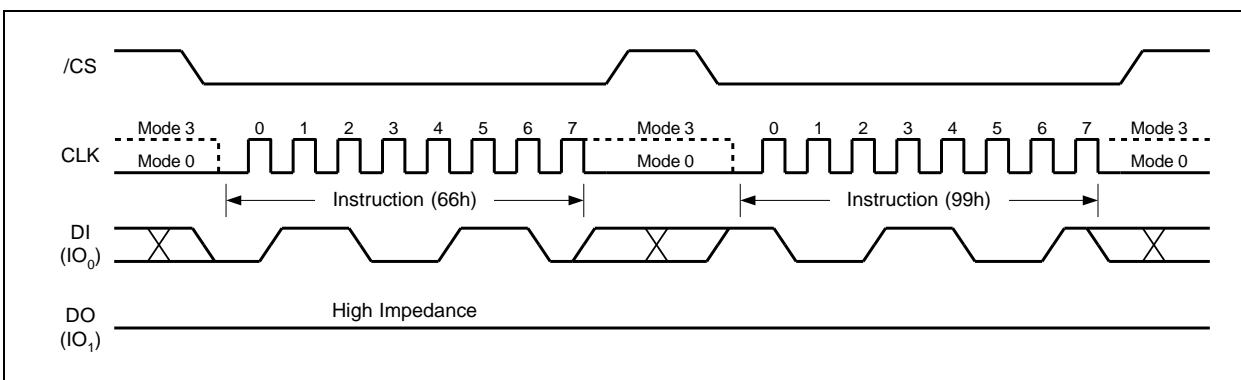 /CS
Mode 3 0 1 2 3 4 5 6 7 Mode 3 0 1 2 3 4 5 6 7 Mode 3
CLK
Mode 0 Mode 0 Mode 0
Instruction (66h) Instruction (99h)
DI
(IO0)
High Impedance
DO
(IO1)